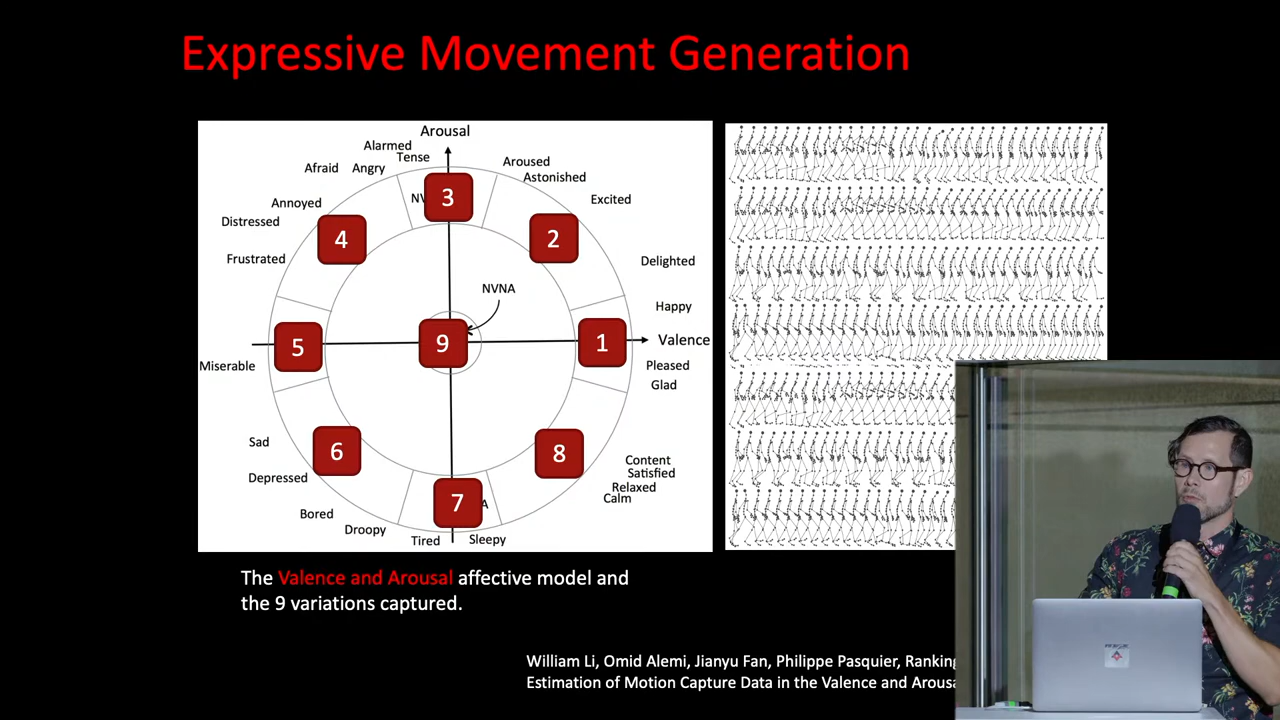 Expressive Movement Generation
Arousal
Alarmed
Tense
Afraid
Angry
Aroused
Astonished
Annoyed
Excited
NV
3
Distressed
4
2
Frustrated
Delighted
NVNA
Happy
5
9
1
Valence
Miserable
Pleased
Glad
Sad
6
8
Content
Satisfied
Depressed
Relaxed
Calm
7
A
Bored
Droopy
Tired
Sleepy
The Valence and Arousal affective model and
the 9 variations captured.
William Li, Omid Alemi, Jianyu Fan, Philippe Pasquier, Ranking
Estimation of Motion Capture Data in the Valence and Arousa